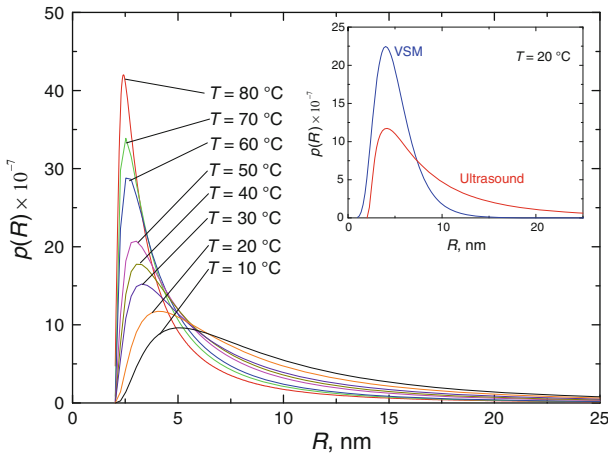 50
40
30
20
10
0
p(R) × 10⁻⁷
0
5
10
15
20
25
R, nm
T = 80 °C
T = 70 °C
T = 60 °C
T = 50 °C
T = 40 °C
T = 30 °C
T = 20 °C
T = 10 °C
25
20
15
10
5
0
p(R) × 10⁻⁷
0
5
10
15
20
R, nm
VSM
T = 20 °C
Ultrasound